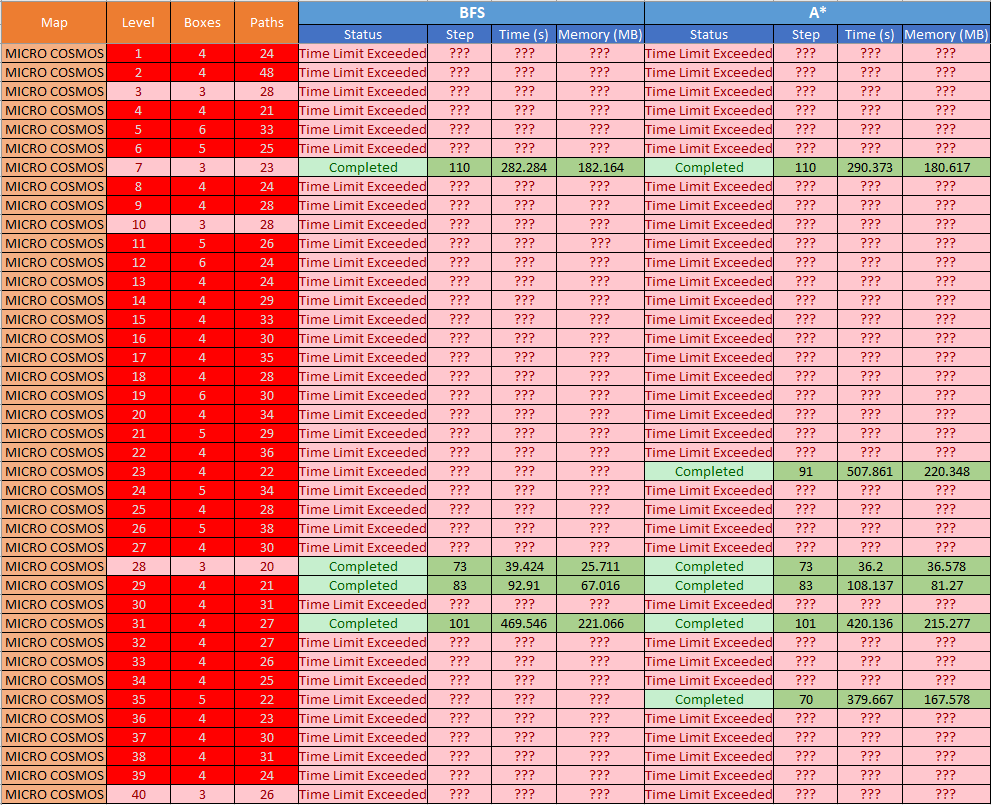 Map Level Boxes Paths BFS A*
Status Step Time (s) Memory (MB) Status Step Time (s) Memory (MB)
MICRO COSMOS 1 4 24 Time Limit Exceeded ??? ??? ??? Time Limit Exceeded ??? ??? ???
MICRO COSMOS 2 4 48 Time Limit Exceeded ??? ??? ??? Time Limit Exceeded ??? ??? ???
MICRO COSMOS 3 3 28 Time Limit Exceeded ??? ??? ??? Time Limit Exceeded ??? ??? ???
MICRO COSMOS 4 4 21 Time Limit Exceeded ??? ??? ??? Time Limit Exceeded ??? ??? ???
MICRO COSMOS 5 6 33 Time Limit Exceeded ??? ??? ??? Time Limit Exceeded ??? ??? ???
MICRO COSMOS 6 5 25 Time Limit Exceeded ??? ??? ??? Time Limit Exceeded ??? ??? ???
MICRO COSMOS 7 3 23 Completed 110 282.284 182.164 Completed 110 290.373 180.617
MICRO COSMOS 8 4 24 Time Limit Exceeded ??? ??? ??? Time Limit Exceeded ??? ??? ???
MICRO COSMOS 9 4 28 Time Limit Exceeded ??? ??? ??? Time Limit Exceeded ??? ??? ???
MICRO COSMOS 10 3 28 Time Limit Exceeded ??? ??? ??? Time Limit Exceeded ??? ??? ???
MICRO COSMOS 11 5 26 Time Limit Exceeded ??? ??? ??? Time Limit Exceeded ??? ??? ???
MICRO COSMOS 12 6 24 Time Limit Exceeded ??? ??? ??? Time Limit Exceeded ??? ??? ???
MICRO COSMOS 13 4 24 Time Limit Exceeded ??? ??? ??? Time Limit Exceeded ??? ??? ???
MICRO COSMOS 14 4 29 Time Limit Exceeded ??? ??? ??? Time Limit Exceeded ??? ??? ???
MICRO COSMOS 15 4 33 Time Limit Exceeded ??? ??? ??? Time Limit Exceeded ??? ??? ???
MICRO COSMOS 16 4 30 Time Limit Exceeded ??? ??? ??? Time Limit Exceeded ??? ??? ???
MICRO COSMOS 17 4 35 Time Limit Exceeded ??? ??? ??? Time Limit Exceeded ??? ??? ???
MICRO COSMOS 18 4 28 Time Limit Exceeded ??? ??? ??? Time Limit Exceeded ??? ??? ???
MICRO COSMOS 19 6 30 Time Limit Exceeded ??? ??? ??? Time Limit Exceeded ??? ??? ???
MICRO COSMOS 20 4 34 Time Limit Exceeded ??? ??? ??? Time Limit Exceeded ??? ??? ???
MICRO COSMOS 21 5 29 Time Limit Exceeded ??? ??? ??? Time Limit Exceeded ??? ??? ???
MICRO COSMOS 22 4 36 Time Limit Exceeded ??? ??? ??? Time Limit Exceeded ??? ??? ???
MICRO COSMOS 23 4 22 Time Limit Exceeded ??? ??? ??? Completed 91 507.861 220.348
MICRO COSMOS 24 5 34 Time Limit Exceeded ??? ??? ??? Time Limit Exceeded ??? ??? ???
MICRO COSMOS 25 4 28 Time Limit Exceeded ??? ??? ??? Time Limit Exceeded ??? ??? ???
MICRO COSMOS 26 5 38 Time Limit Exceeded ??? ??? ??? Time Limit Exceeded ??? ??? ???
MICRO COSMOS 27 4 30 Time Limit Exceeded ??? ??? ??? Time Limit Exceeded ??? ??? ???
MICRO COSMOS 28 3 20 Completed 73 39.424 25.711 Completed 73 36.2 36.578
MICRO COSMOS 29 4 21 Completed 83 92.91 67.016 Completed 83 108.137 81.27
MICRO COSMOS 30 4 31 Time Limit Exceeded ??? ??? ??? Time Limit Exceeded ??? ??? ???
MICRO COSMOS 31 4 27 Completed 101 469.546 221.066 Completed 101 420.136 215.277
MICRO COSMOS 32 4 27 Time Limit Exceeded ??? ??? ??? Time Limit Exceeded ??? ??? ???
MICRO COSMOS 33 4 26 Time Limit Exceeded ??? ??? ??? Time Limit Exceeded ??? ??? ???
MICRO COSMOS 34 4 25 Time Limit Exceeded ??? ??? ??? Time Limit Exceeded ??? ??? ???
MICRO COSMOS 35 5 22 Time Limit Exceeded ??? ??? ??? Completed 70 379.667 167.578
MICRO COSMOS 36 4 23 Time Limit Exceeded ??? ??? ??? Time Limit Exceeded ??? ??? ???
MICRO COSMOS 37 4 30 Time Limit Exceeded ??? ??? ??? Time Limit Exceeded ??? ??? ???
MICRO COSMOS 38 4 31 Time Limit Exceeded ??? ??? ??? Time Limit Exceeded ??? ??? ???
MICRO COSMOS 39 4 24 Time Limit Exceeded ??? ??? ??? Time Limit Exceeded ??? ??? ???
MICRO COSMOS 40 3 26 Time Limit Exceeded ??? ??? ??? Time Limit Exceeded ??? ??? ???